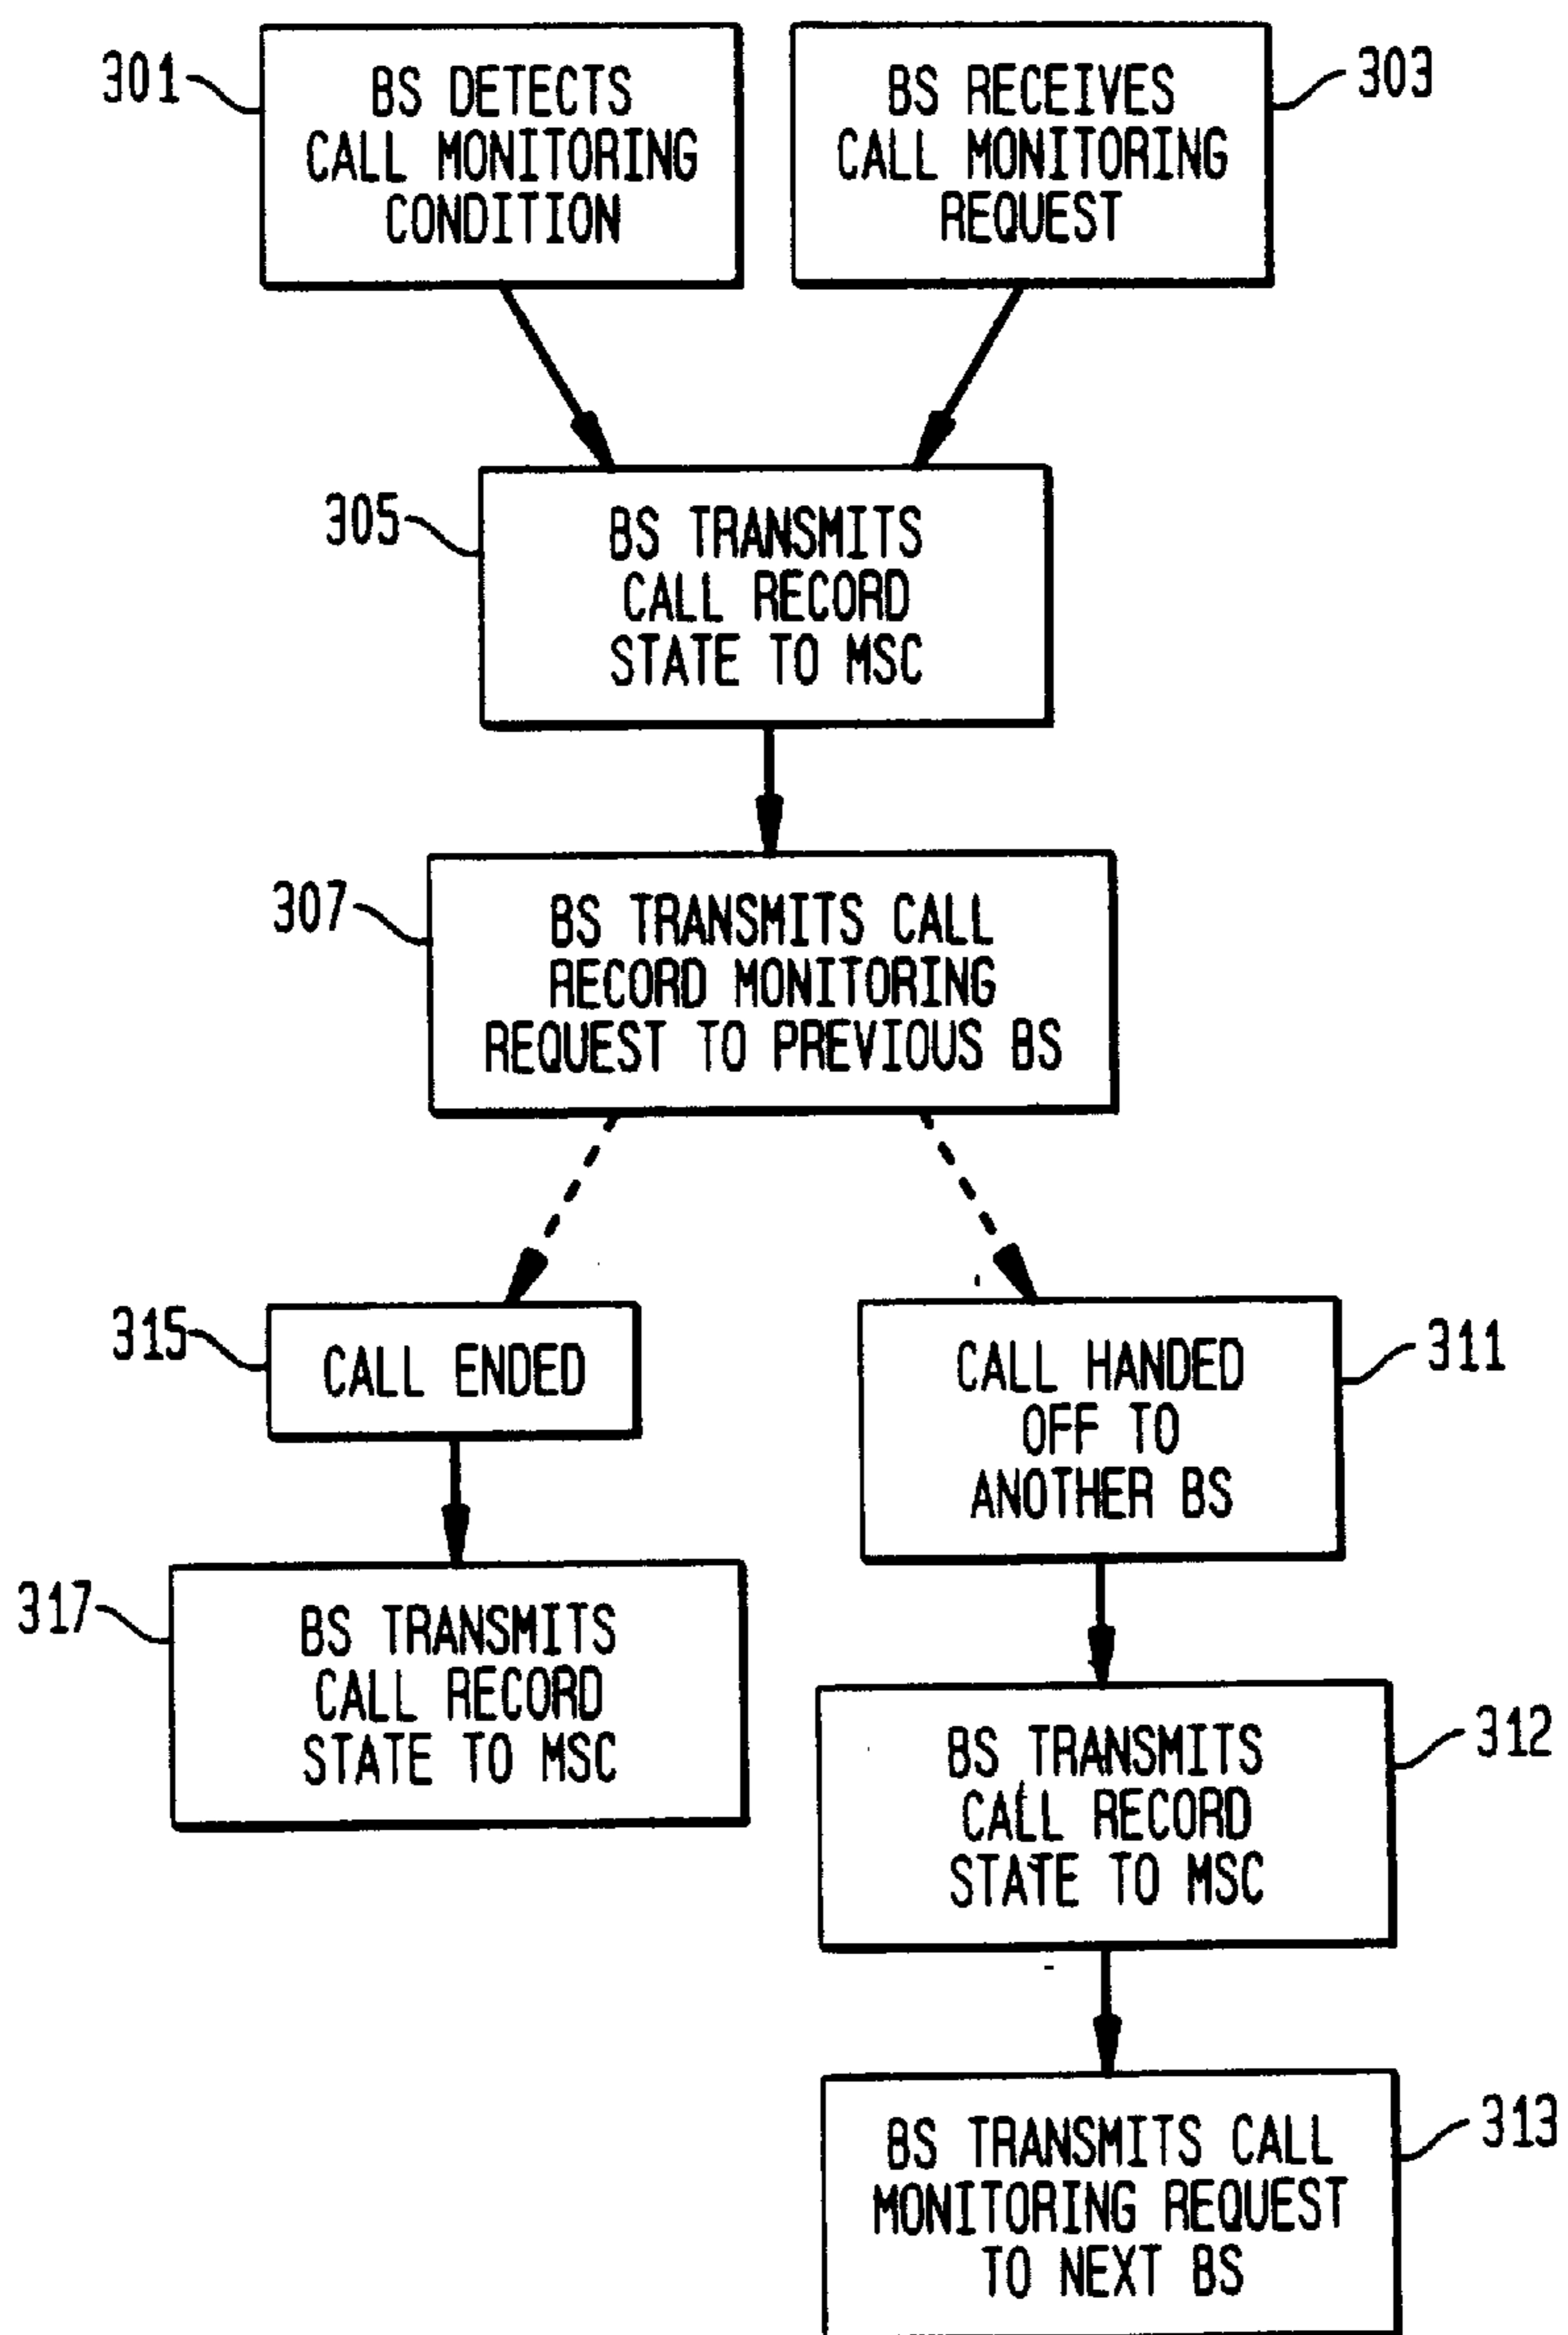 301
BS DETECTS
CALL MONITORING
CONDITION
303
BS RECEIVES
CALL MONITORING
REQUEST
305
BS TRANSMITS
CALL RECORD
STATE TO MSC
307
BS TRANSMITS CALL
RECORD MONITORING
REQUEST TO PREVIOUS BS
315
CALL ENDED
311
CALL HANDED
OFF TO
ANOTHER BS
317
BS TRANSMITS
CALL RECORD
STATE TO MSC
312
BS TRANSMITS
CALL RECORD
STATE TO MSC
313
BS TRANSMITS CALL
MONITORING REQUEST
TO NEXT BS